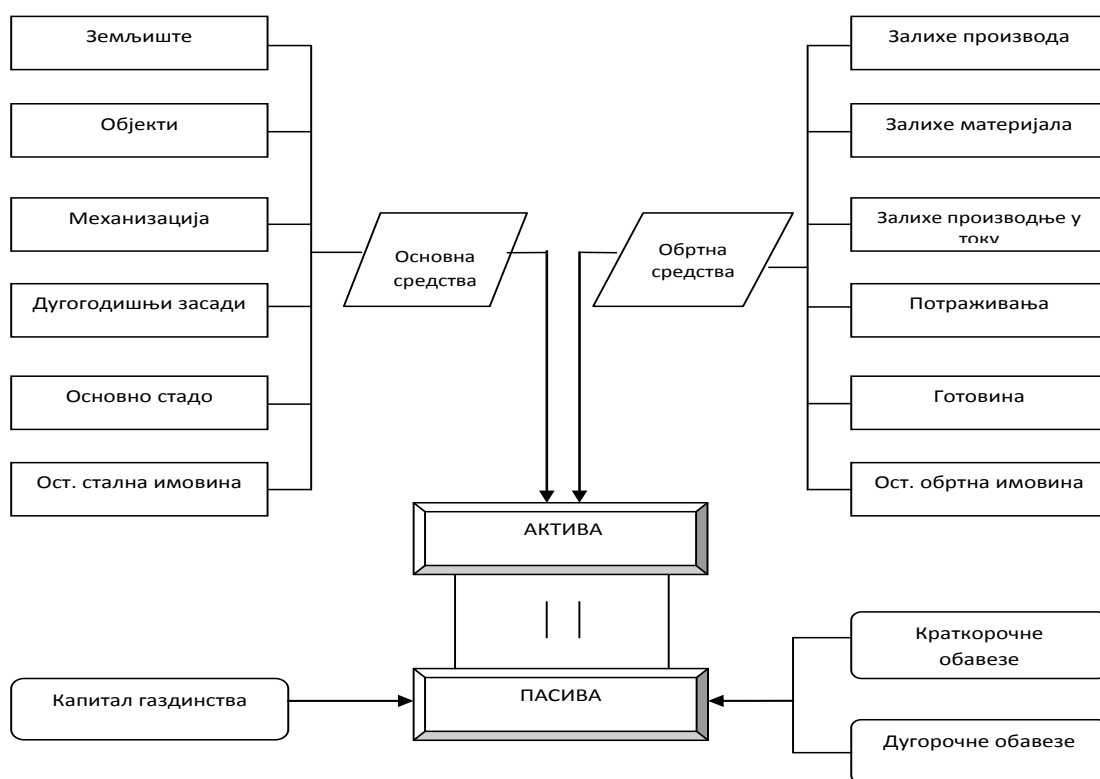 Земљиште
Објекти
Механизација
Дугогодишњи засади
Основно стадо
Ост. стална имовина
Основна
средства
Обртна
средства
Залихе производа
Залихе материјала
Залихе производње у
току
Потраживања
Готовина
Ост. обртна имовина
АКТИВА
ПАСИВА
Капитал газдинства
Краткорочне
обавезе
Дугорочне обавезе